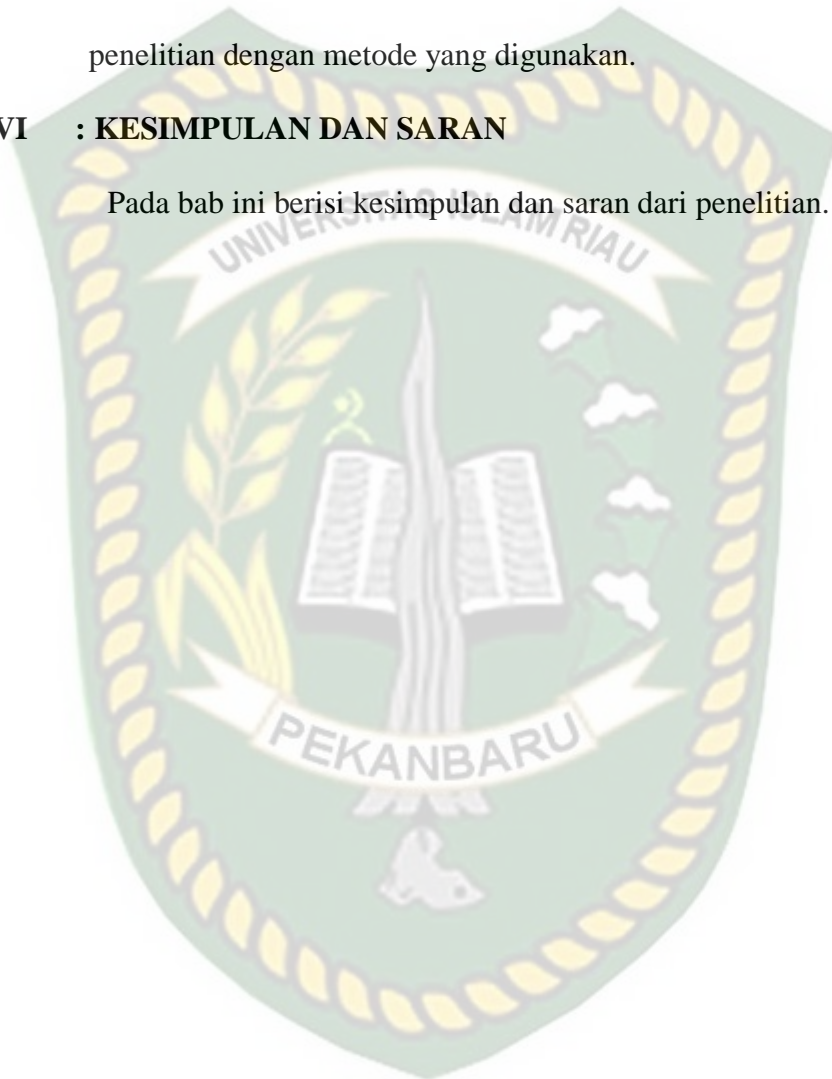 penelitian dengan metode yang digunakan.
VI : KESIMPULAN DAN SARAN
Pada bab ini berisi kesimpulan dan saran dari penelitian.
UNIVERSITAS ISLAM RIAU
PEKANBARU